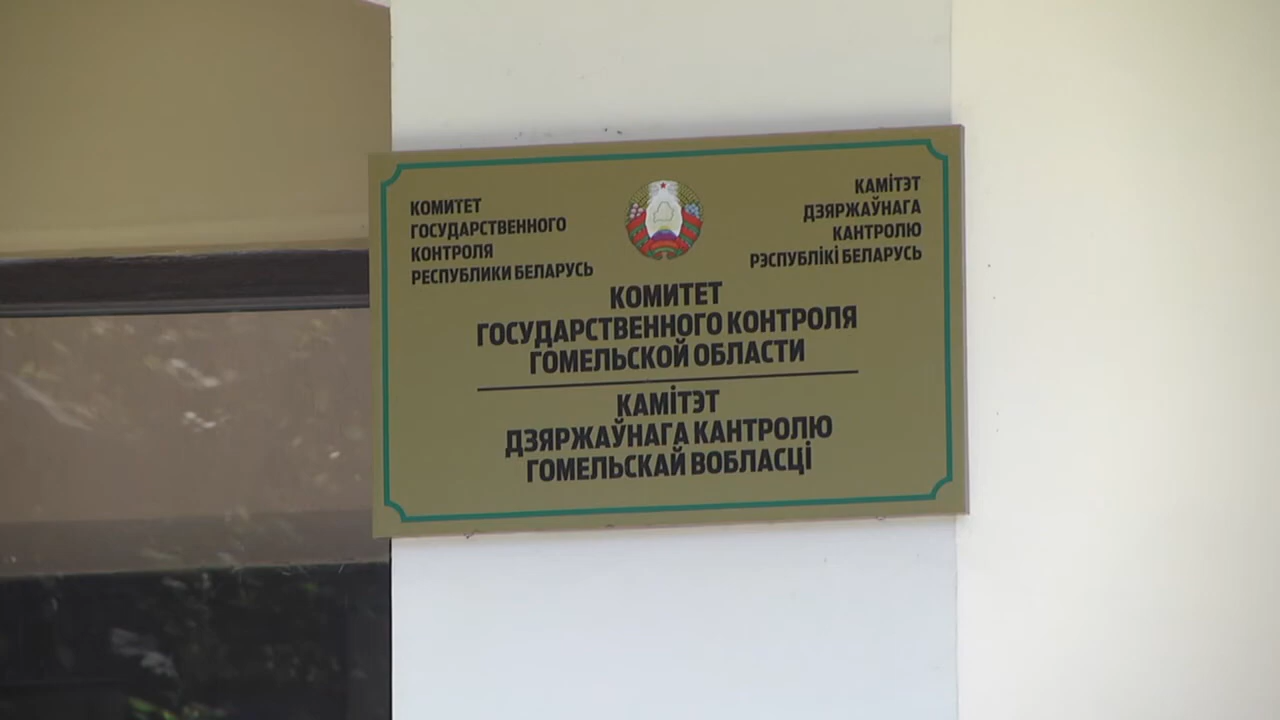 КОМИТЕТ
ГОСУДАРСТВЕННОГО
КОНТРОЛЯ
РЕСПУБЛИКИ БЕЛАРУСЬ
КАМІТЭТ
ДЗЯРЖАЎНАГА
КАНТРОЛЮ
РЭСПУБЛІКІ БЕЛАРУСЬ
КОМИТЕТ
ГОСУДАРСТВЕННОГО КОНТРОЛЯ
ГОМЕЛЬСКОЙ ОБЛАСТИ
КАМІТЭТ
ДЗЯРЖАЎНАГА КАНТРОЛЮ
ГОМЕЛЬСКАЙ ВОБЛАСЦІ